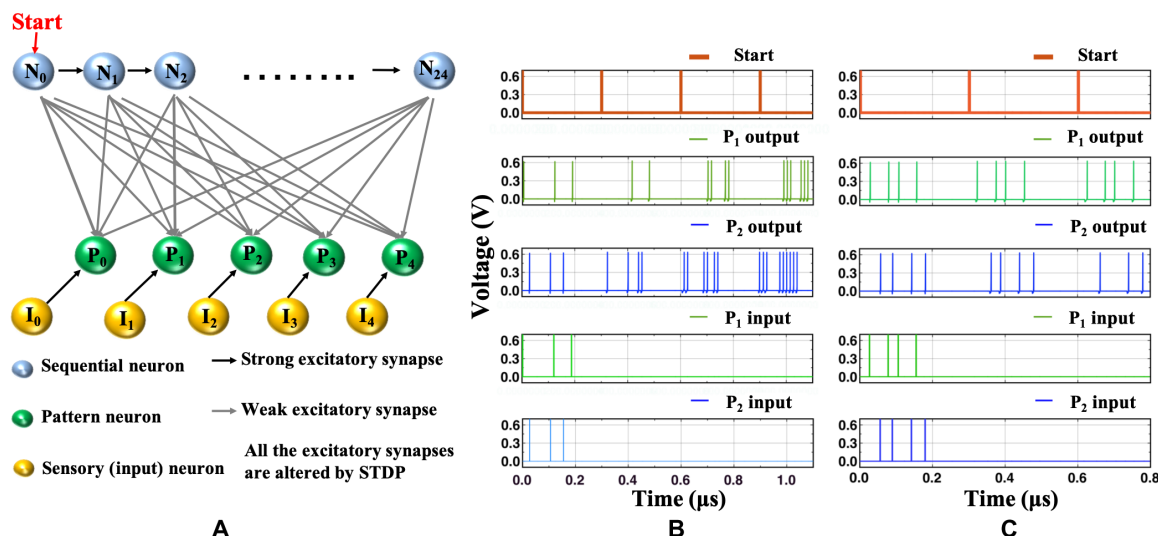 Start
N0 N1 N2 ........ N24
P0 P1 P2 P3 P4
I0 I1 I2 I3 I4
Sequential neuron
Strong excitatory synapse
Pattern neuron
Weak excitatory synapse
Sensory (input) neuron
All the excitatory synapses
are altered by STDP
A
Voltage (V)
Start
0.6
0.3
0.0
P1 output
0.6
0.3
0.0
P2 output
0.6
0.3
0.0
P1 input
0.6
0.3
0.0
P2 input
0.6
0.3
0.0
0.0 0.2 0.4 0.6 0.8 1.0
Time (μs)
B
Start
0.6
0.3
0.0
P1 output
0.6
0.3
0.0
P2 output
0.6
0.3
0.0
P1 input
0.6
0.3
0.0
P2 input
0.6
0.3
0.0
0.0 0.2 0.4 0.6 0.8
Time (μs)
C